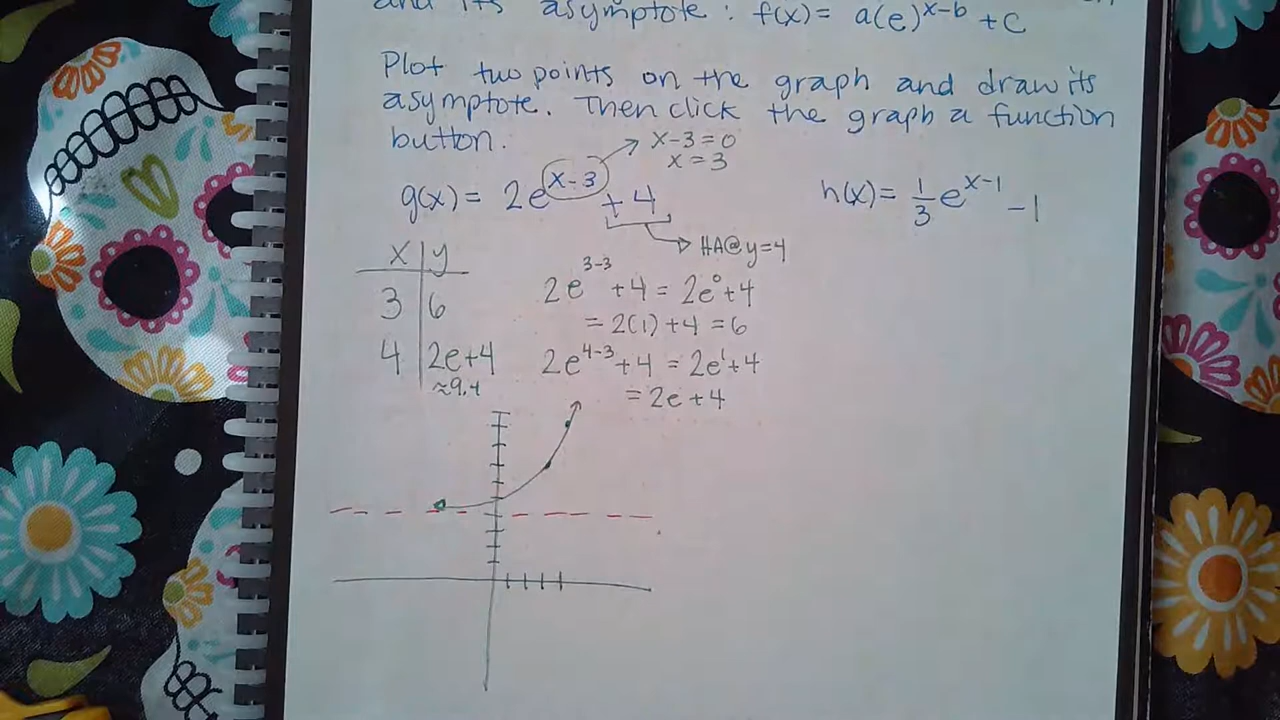 and its asymptote: f(x) = a(e)^x-b + c
Plot two points on the graph and draw its
asymptote. Then click the graph a function
button.
x-3=0
x=3
g(x) = 2e^x-3 + 4
h(x) = 1/3 e^x-1 - 1
HA@y=4
x | y
3 | 6
4 | 2e+4
≈9.4
2e^3-3 + 4 = 2e^0 + 4
= 2(1) + 4 = 6
2e^4-3 + 4 = 2e^1 + 4
= 2e + 4